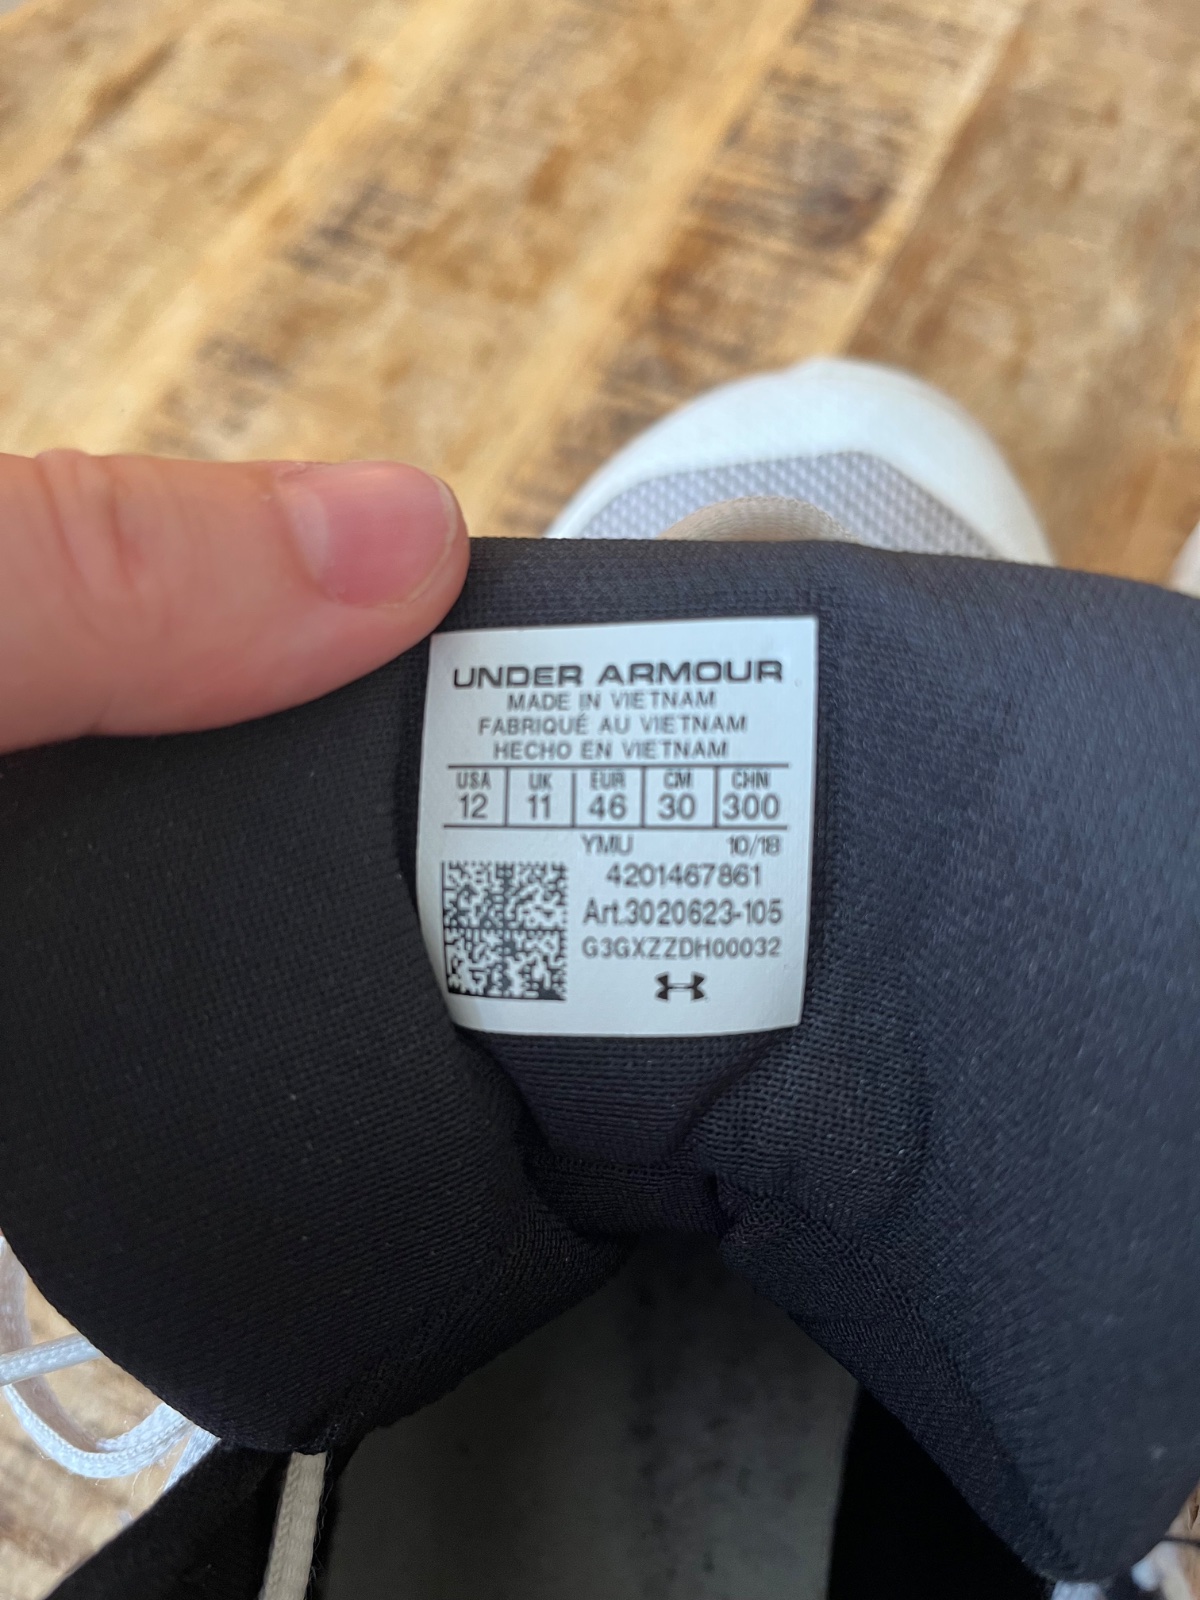 UNDER ARMOUR
MADE IN VIETNAM
FABRIQUÉ AU VIETNAM
HECHO EN VIETNAM
USA UK EUR CM CHN
12 11 46 30 300
YMU 10/18
4201467861
Art.3020623-105
G3GXZZDH00032